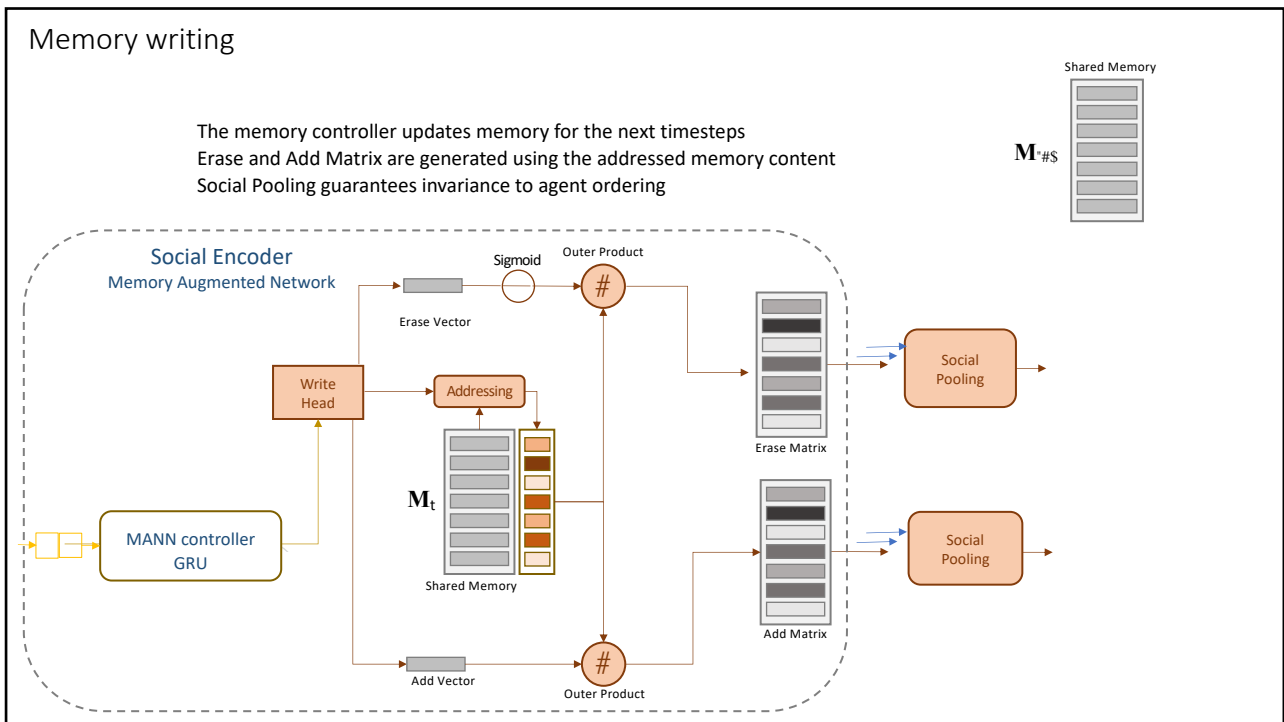 Memory writing
Shared Memory
The memory controller updates memory for the next timesteps
Erase and Add Matrix are generated using the addressed memory content
Social Pooling guarantees invariance to agent ordering
M"#$
Social Encoder
Memory Augmented Network
Sigmoid
Outer Product
#
Erase Vector
Write
Head
Addressing
Social
Pooling
Erase Matrix
Mt
MANN controller
GRU
Shared Memory
Social
Pooling
Add Matrix
#
Add Vector
Outer Product